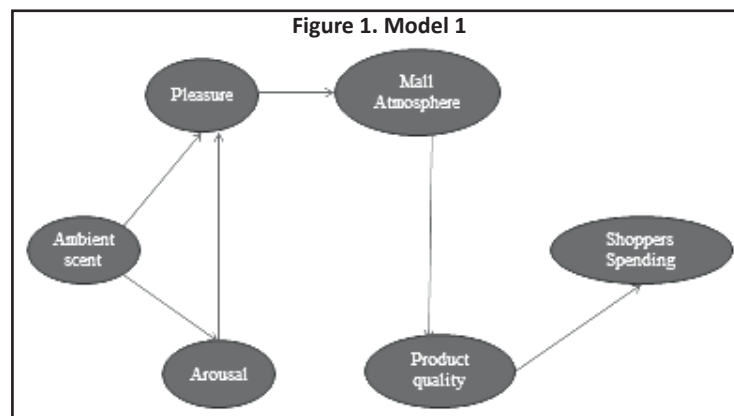 Figure 1. Model 1
Pleasure
Mall
Atmosphere
Ambient
scent
Shoppers
Spending
Arousal
Product
quality